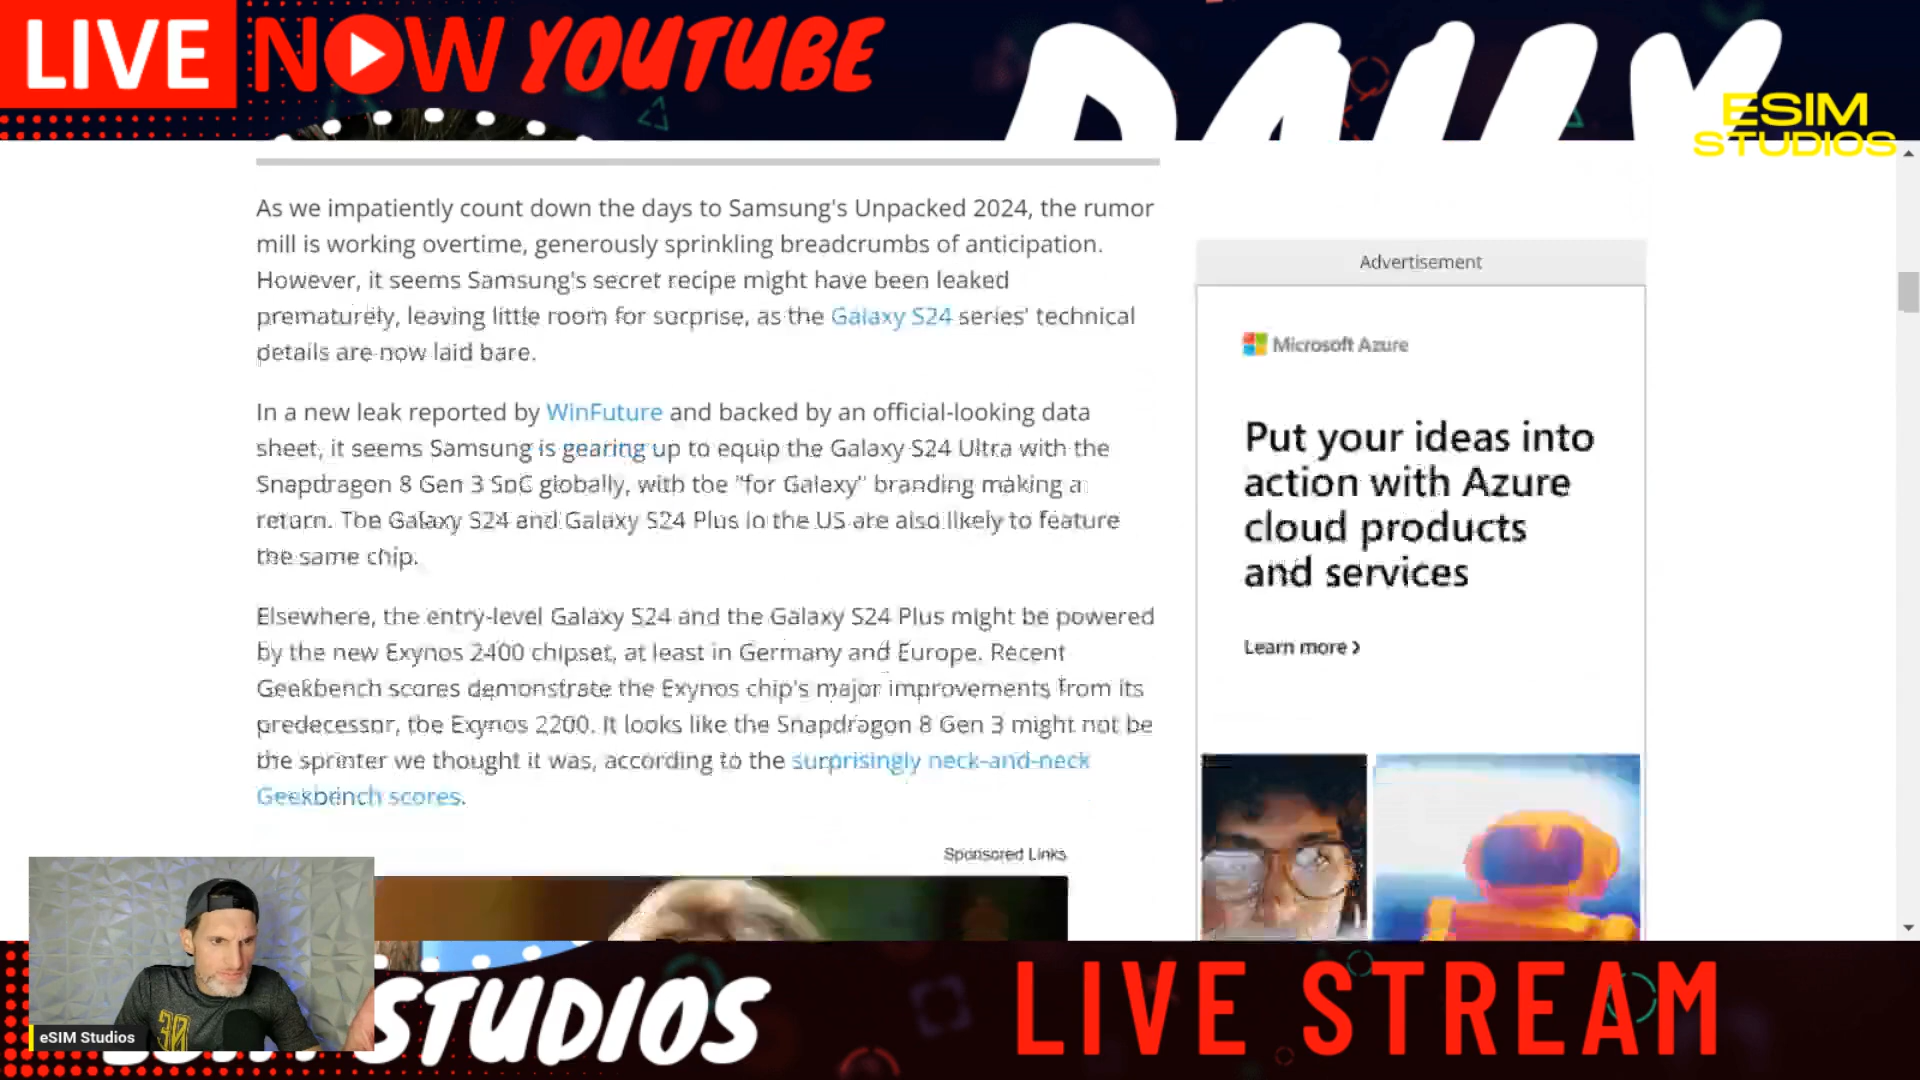 LIVE NOW YOUTUBE
DAILY
ESIM
STUDIOS
As we impatiently count down the days to Samsung's Unpacked 2024, the rumor
mill is working overtime, generously sprinkling breadcrumbs of anticipation.
However, it seems Samsung's secret recipe might have been leaked
prematurely, leaving little room for surprise, as the Galaxy S24 series' technical
details are now laid bare.
In a new leak reported by WinFuture and backed by an official-looking data
sheet, it seems Samsung is gearing up to equip the Galaxy S24 Ultra with the
Snapdragon 8 Gen 3 SoC globally, with the "for Galaxy" branding making a
return. The Galaxy S24 and Galaxy S24 Plus in the US are also likely to feature
the same chip.
Elsewhere, the entry-level Galaxy S24 and the Galaxy S24 Plus might be powered
by the new Exynos 2400 chipset, at least in Germany and Europe. Recent
Geekbench scores demonstrate the Exynos chip's major improvements from its
predecessor, the Exynos 2200. It looks like the Snapdragon 8 Gen 3 might not be
the sprinter we thought it was, according to the surprisingly neck-and-neck
Geekbench scores.
Sponsored Links
Advertisement
Microsoft Azure
Put your ideas into
action with Azure
cloud products
and services
Learn more >
30
eSIM Studios
STUDIOS
LIVE STREAM